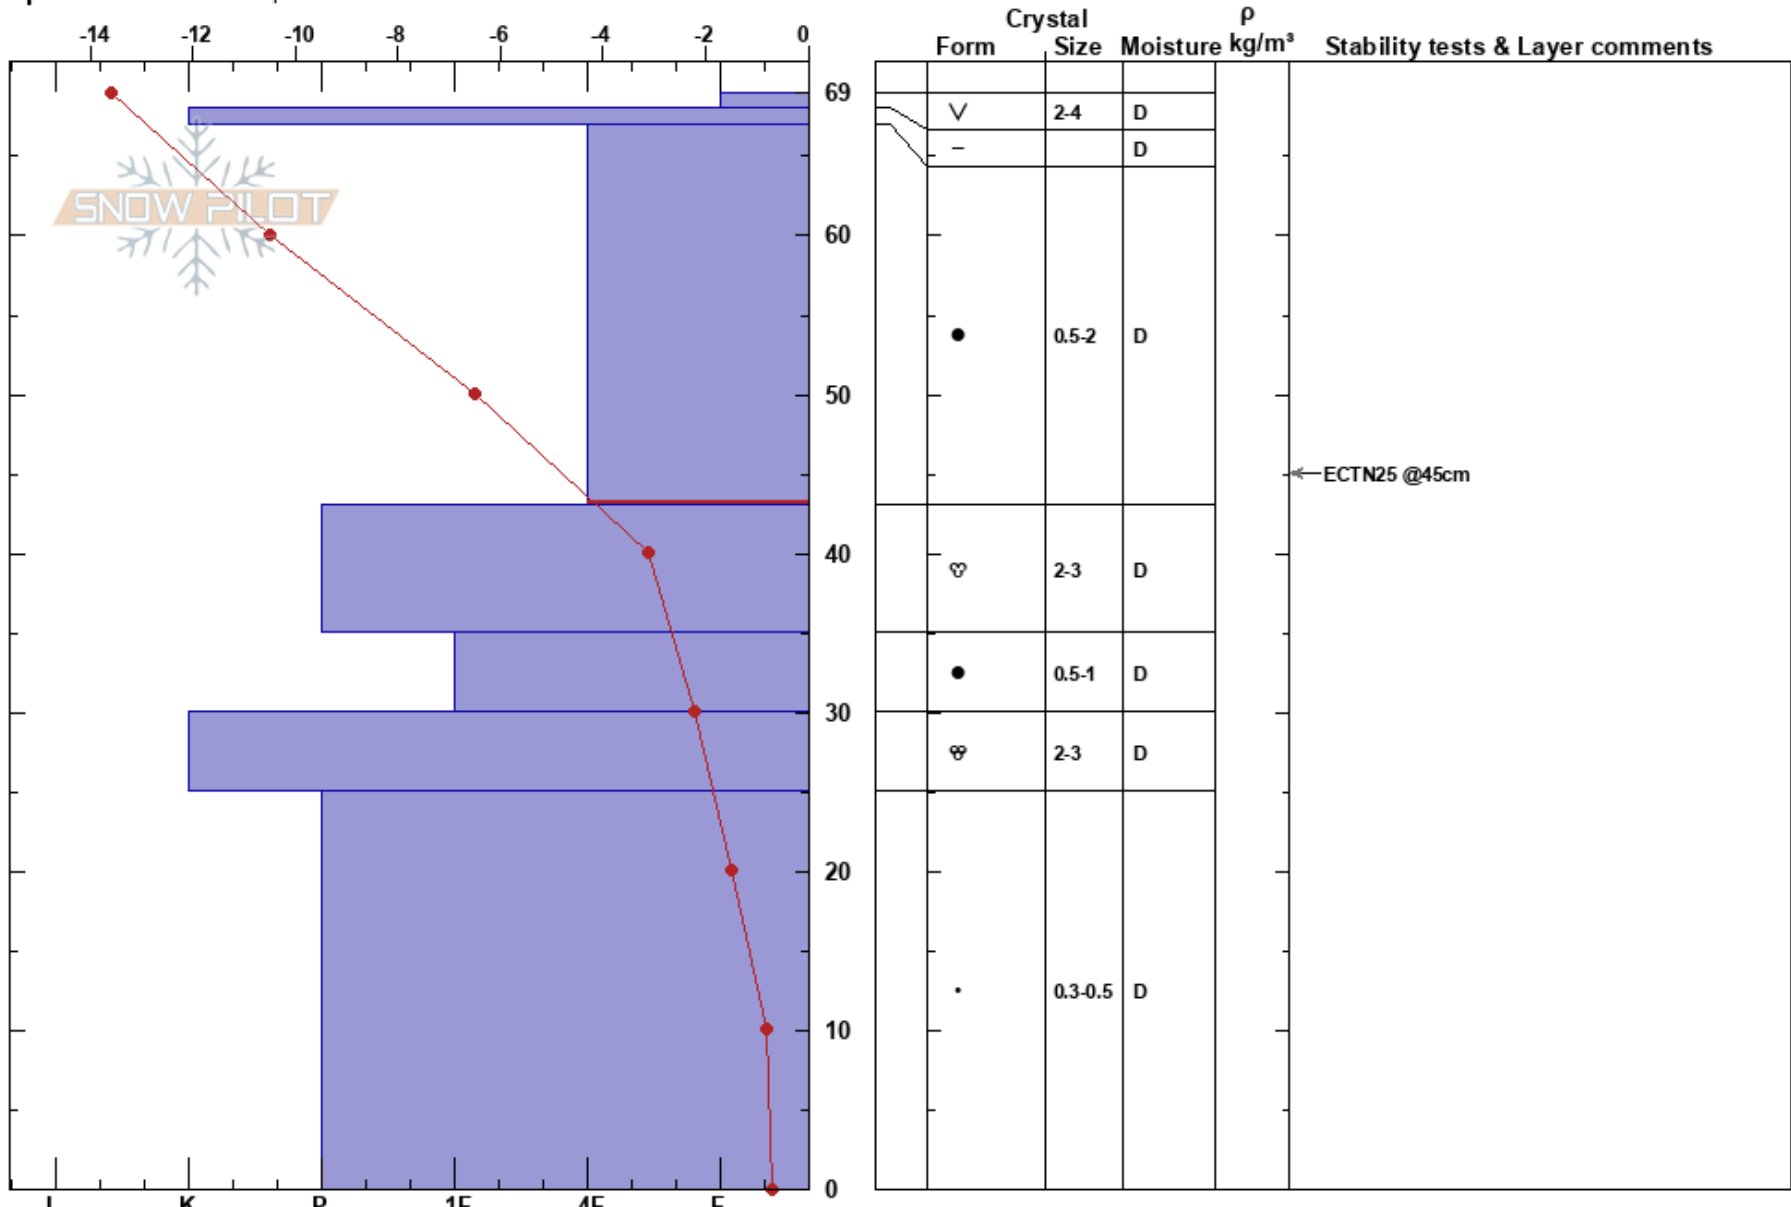 Crystal ρ
-14 -12 -10 -8 -6 -4 -2 0 Form Size Moisture kg/m³ Stability tests & Layer comments
69
2-4 D
– D
SNOW PILOT
60
0.5-2 D
50
ECTN25 @45cm
40
2-3 D
0.5-1 D
30
2-3 D
20
0.3-0.5 D
10
0
I K P 1F 4F F